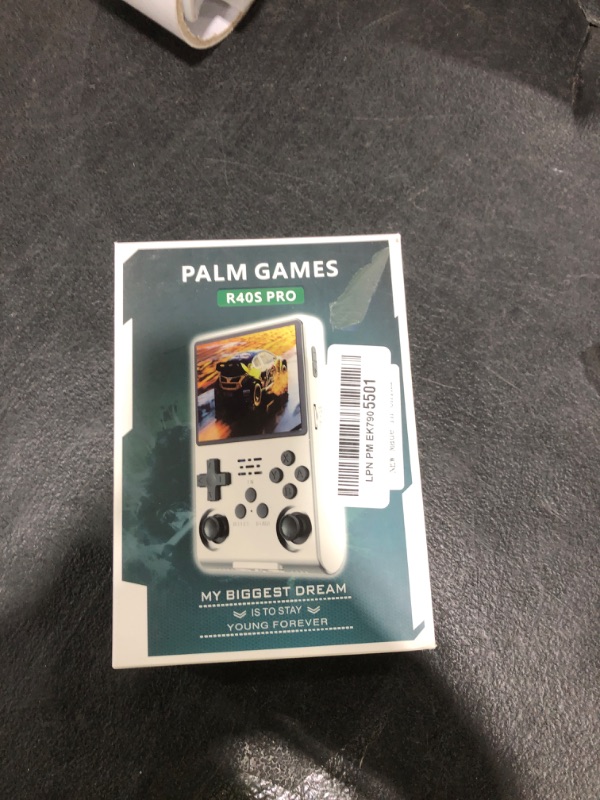 PALM GAMES
R40S PRO
LPN PM EK790 5501
MY BIGGEST DREAM
IS TO STAY
YOUNG FOREVER